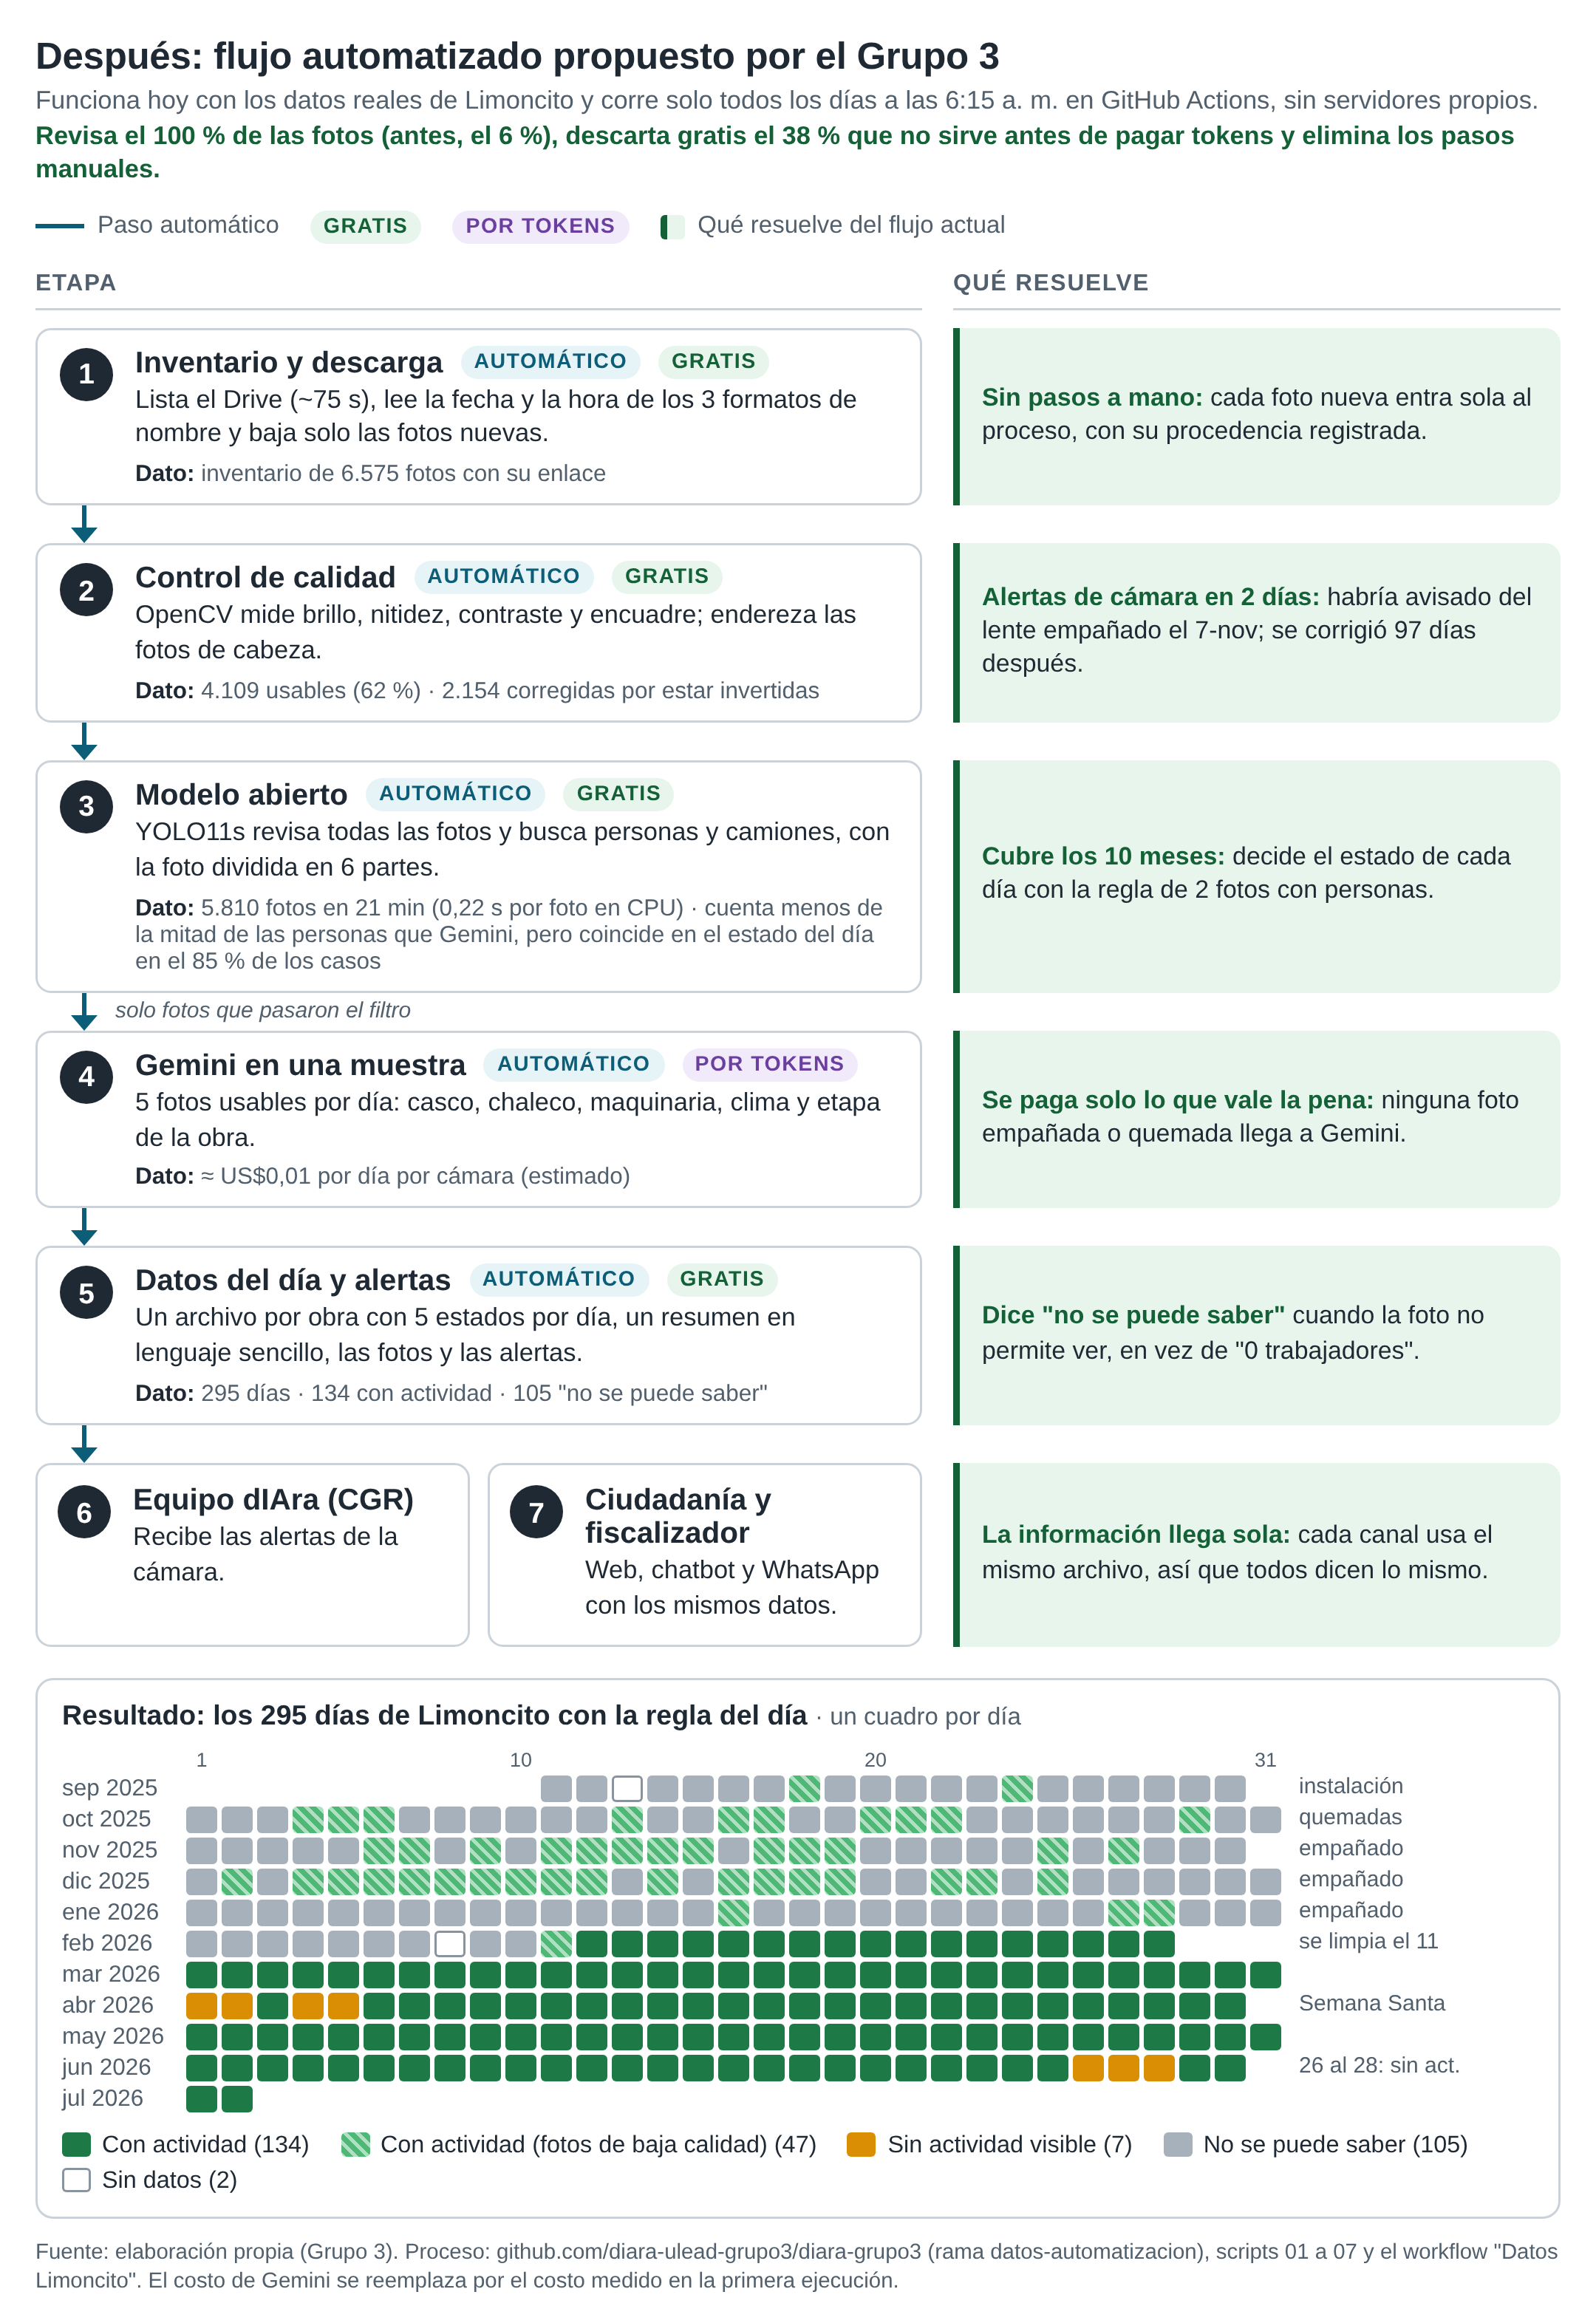 Después: flujo automatizado propuesto por el Grupo 3
Funciona hoy con los datos reales de Limoncito y corre solo todos los días a las 6:15 a. m. en GitHub Actions, sin servidores propios.
Revisa el 100 % de las fotos (antes, el 6 %), descarta gratis el 38 % que no sirve antes de pagar tokens y elimina los pasos
manuales.
Paso automático GRATIS POR TOKENS Qué resuelve del flujo actual
ETAPA
QUÉ RESUELVE
1
Inventario y descarga AUTOMÁTICO GRATIS
Lista el Drive (~75 s), lee la fecha y la hora de los 3 formatos de
nombre y baja solo las fotos nuevas.
Dato: inventario de 6.575 fotos con su enlace
Sin pasos a mano: cada foto nueva entra sola al
proceso, con su procedencia registrada.
2
Control de calidad AUTOMÁTICO GRATIS
OpenCV mide brillo, nitidez, contraste y encuadre; endereza las
fotos de cabeza.
Dato: 4.109 usables (62 %) · 2.154 corregidas por estar invertidas
Alertas de cámara en 2 días: habría avisado del
lente empañado el 7-nov; se corrigió 97 días
después.
3
Modelo abierto AUTOMÁTICO GRATIS
YOLO11s revisa todas las fotos y busca personas y camiones, con
la foto dividida en 6 partes.
Dato: 5.810 fotos en 21 min (0,22 s por foto en CPU) · cuenta menos de
la mitad de las personas que Gemini, pero coincide en el estado del día
en el 85 % de los casos
Cubre los 10 meses: decide el estado de cada
día con la regla de 2 fotos con personas.
solo fotos que pasaron el filtro
4
Gemini en una muestra AUTOMÁTICO POR TOKENS
5 fotos usables por día: casco, chaleco, maquinaria, clima y etapa
de la obra.
Dato: ≈ US$0,01 por día por cámara (estimado)
Se paga solo lo que vale la pena: ninguna foto
empañada o quemada llega a Gemini.
5
Datos del día y alertas AUTOMÁTICO GRATIS
Un archivo por obra con 5 estados por día, un resumen en
lenguaje sencillo, las fotos y las alertas.
Dato: 295 días · 134 con actividad · 105 "no se puede saber"
Dice "no se puede saber" cuando la foto no
permite ver, en vez de "0 trabajadores".
6
Equipo dIAra (CGR)
Recibe las alertas de la
cámara.
7
Ciudadanía y
fiscalizador
Web, chatbot y WhatsApp
con los mismos datos.
La información llega sola: cada canal usa el
mismo archivo, así que todos dicen lo mismo.
Resultado: los 295 días de Limoncito con la regla del día · un cuadro por día
1 10 20 31
sep 2025 instalación
oct 2025 quemadas
nov 2025 empañado
dic 2025 empañado
ene 2026 empañado
feb 2026 se limpia el 11
mar 2026
abr 2026 Semana Santa
may 2026
jun 2026 26 al 28: sin act.
jul 2026
Con actividad (134) Con actividad (fotos de baja calidad) (47) Sin actividad visible (7) No se puede saber (105)
Sin datos (2)
Fuente: elaboración propia (Grupo 3). Proceso: github.com/diara-ulead-grupo3/diara-grupo3 (rama datos-automatizacion), scripts 01 a 07 y el workflow "Datos
Limoncito". El costo de Gemini se reemplaza por el costo medido en la primera ejecución.